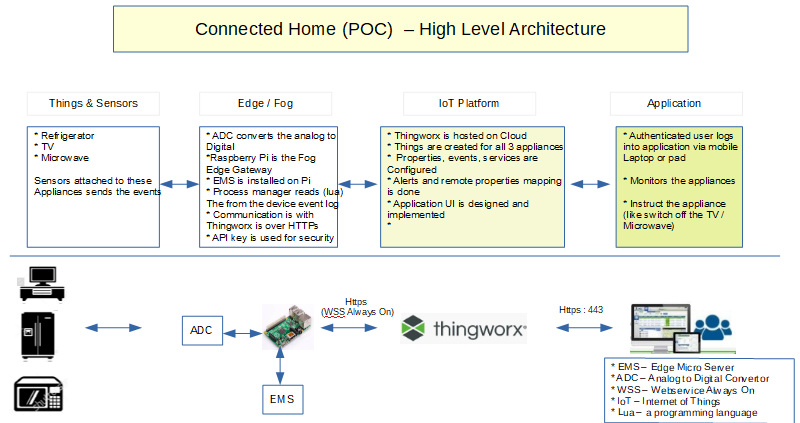 Connected Home (POC)  – High Level Architecture
Things & Sensors
Edge / Fog
IoT Platform
Application
* Refrigerator
* TV
* Microwave
Sensors attached to these
Appliances sends the events
* ADC converts the analog to
Digital
*Raspberry Pi is the Fog
Edge Gateway
* EMS is installed on Pi
* Process manager reads (lua)
The from the device event log
* Communication is with
Thingworx is over HTTPs
* API key is used for security
* Thingworx is hosted on Cloud
* Things are created for all 3 appliances
* Properties, events, services are
Configured
* Alerts and remote properties mapping
is done
*Application UI is designed and
implemented
*
* Authenticated user logs
into application via mobile
Laptop or pad
* Monitors the appliances
* Instruct the appliance
(like switch off the TV /
Microwave)
ADC
EMS
Https
(WSS Always On)
thingworx
Https : 443
* EMS – Edge Micro Server
* ADC – Analog to Digital Convertor
* WSS – Webservice Always On
* IoT – Internet of Things
* Lua – a programming language